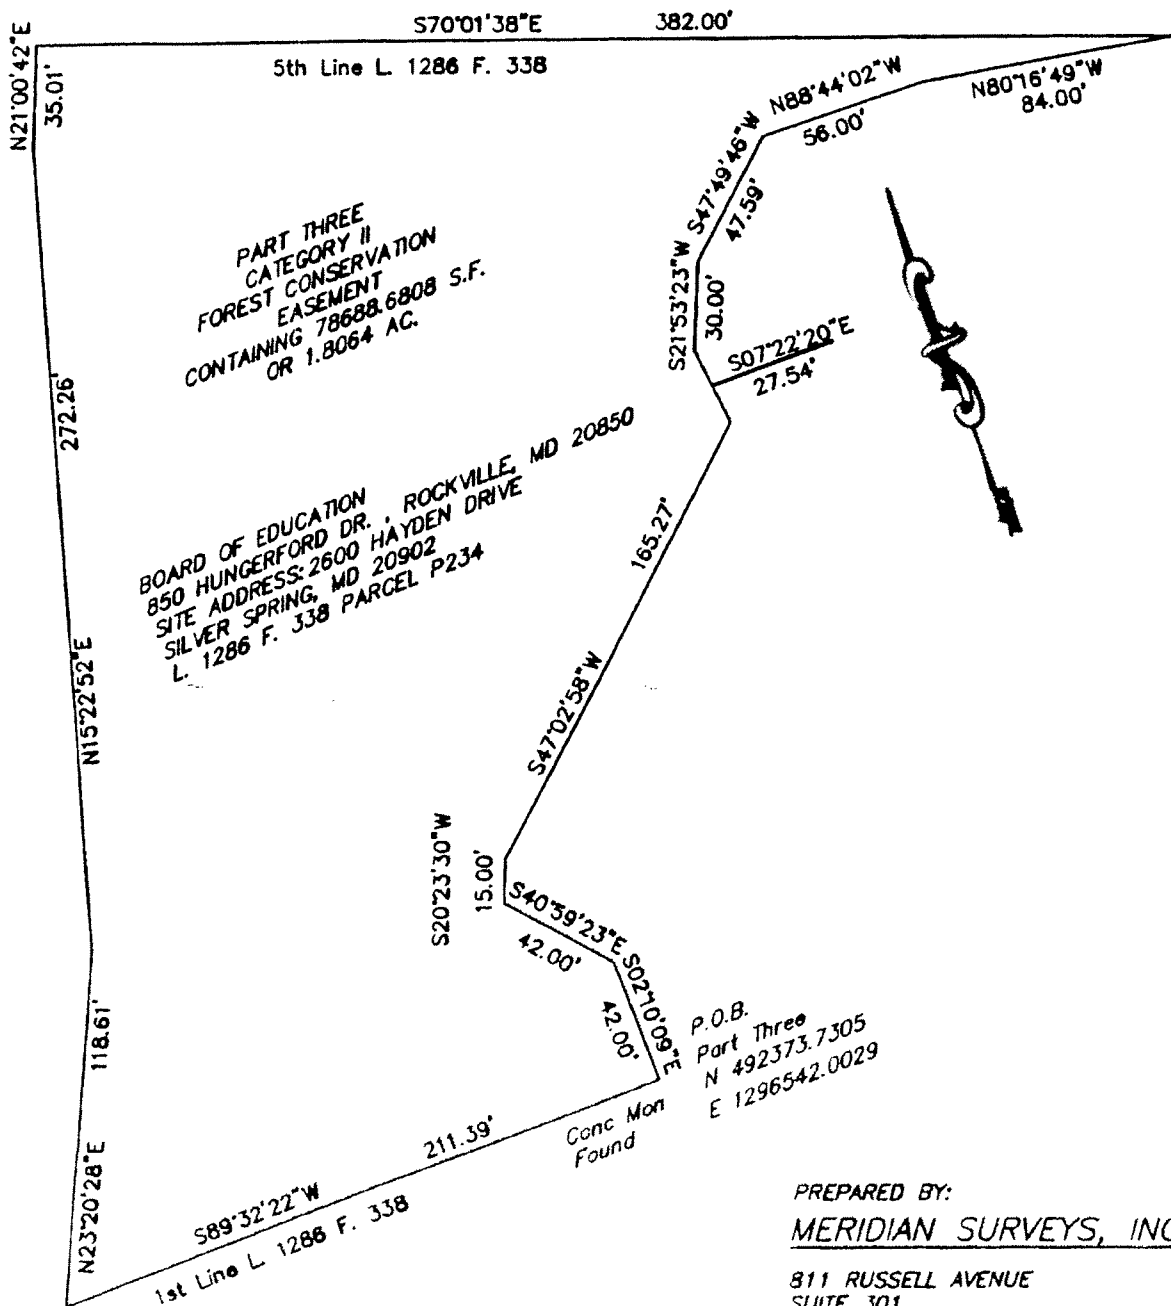 S70°01'38"E 382.00'
5th Line L. 1286 F. 338
N21°00'42"E
35.01'
N88°44'02"W
56.00'
N80°16'49"W
84.00'
S47°49'46"W
47.59'
S21°53'23"W
30.00'
S07°22'20"E
27.54'
PART THREE
CATEGORY II
FOREST CONSERVATION
EASEMENT
CONTAINING 78688.6808 S.F.
OR 1.8064 AC.
272.26'
N15°22'52"E
BOARD OF EDUCATION
850 HUNGERFORD DR. , ROCKVILLE, MD 20850
SITE ADDRESS: 2600 HAYDEN DRIVE
SILVER SPRING, MD 20902
L. 1286 F. 338 PARCEL P234
165.27'
S47°02'58"W
S20°23'30"W
15.00'
S40°59'23"E
42.00'
S02°10'09"E
42.00'
P.O.B.
Part Three
N 492373.7305
E 1296542.0029
Conc Mon
Found
118.61'
N23°20'28"E
211.39'
S89°32'22"W
1st Line L. 1286 F. 338
PREPARED BY:
MERIDIAN SURVEYS, INC
811 RUSSELL AVENUE
SUITE 301